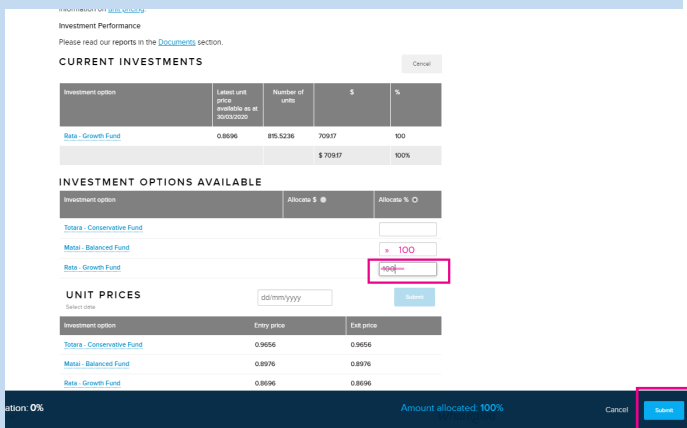 information on unit pricing.
Investment Performance
Please read our reports in the Documents section.
CURRENT INVESTMENTS
Cancel
Investment option Latest unit price available as at 30/03/2020 Number of units $ %
Rata - Growth Fund 0.8696 815.5236 709.17 100
$ 709.17 100%
INVESTMENT OPTIONS AVAILABLE
Investment option Allocate $ Allocate %
Totara - Conservative Fund
Matai - Balanced Fund » 100
Rata - Growth Fund 100
UNIT PRICES dd/mm/yyyy Submit
Select date
Investment option Entry price Exit price
Totara - Conservative Fund 0.9656 0.9656
Matai - Balanced Fund 0.8976 0.8976
Rata - Growth Fund 0.8696 0.8696
ation: 0% Amount allocated: 100% Cancel Submit